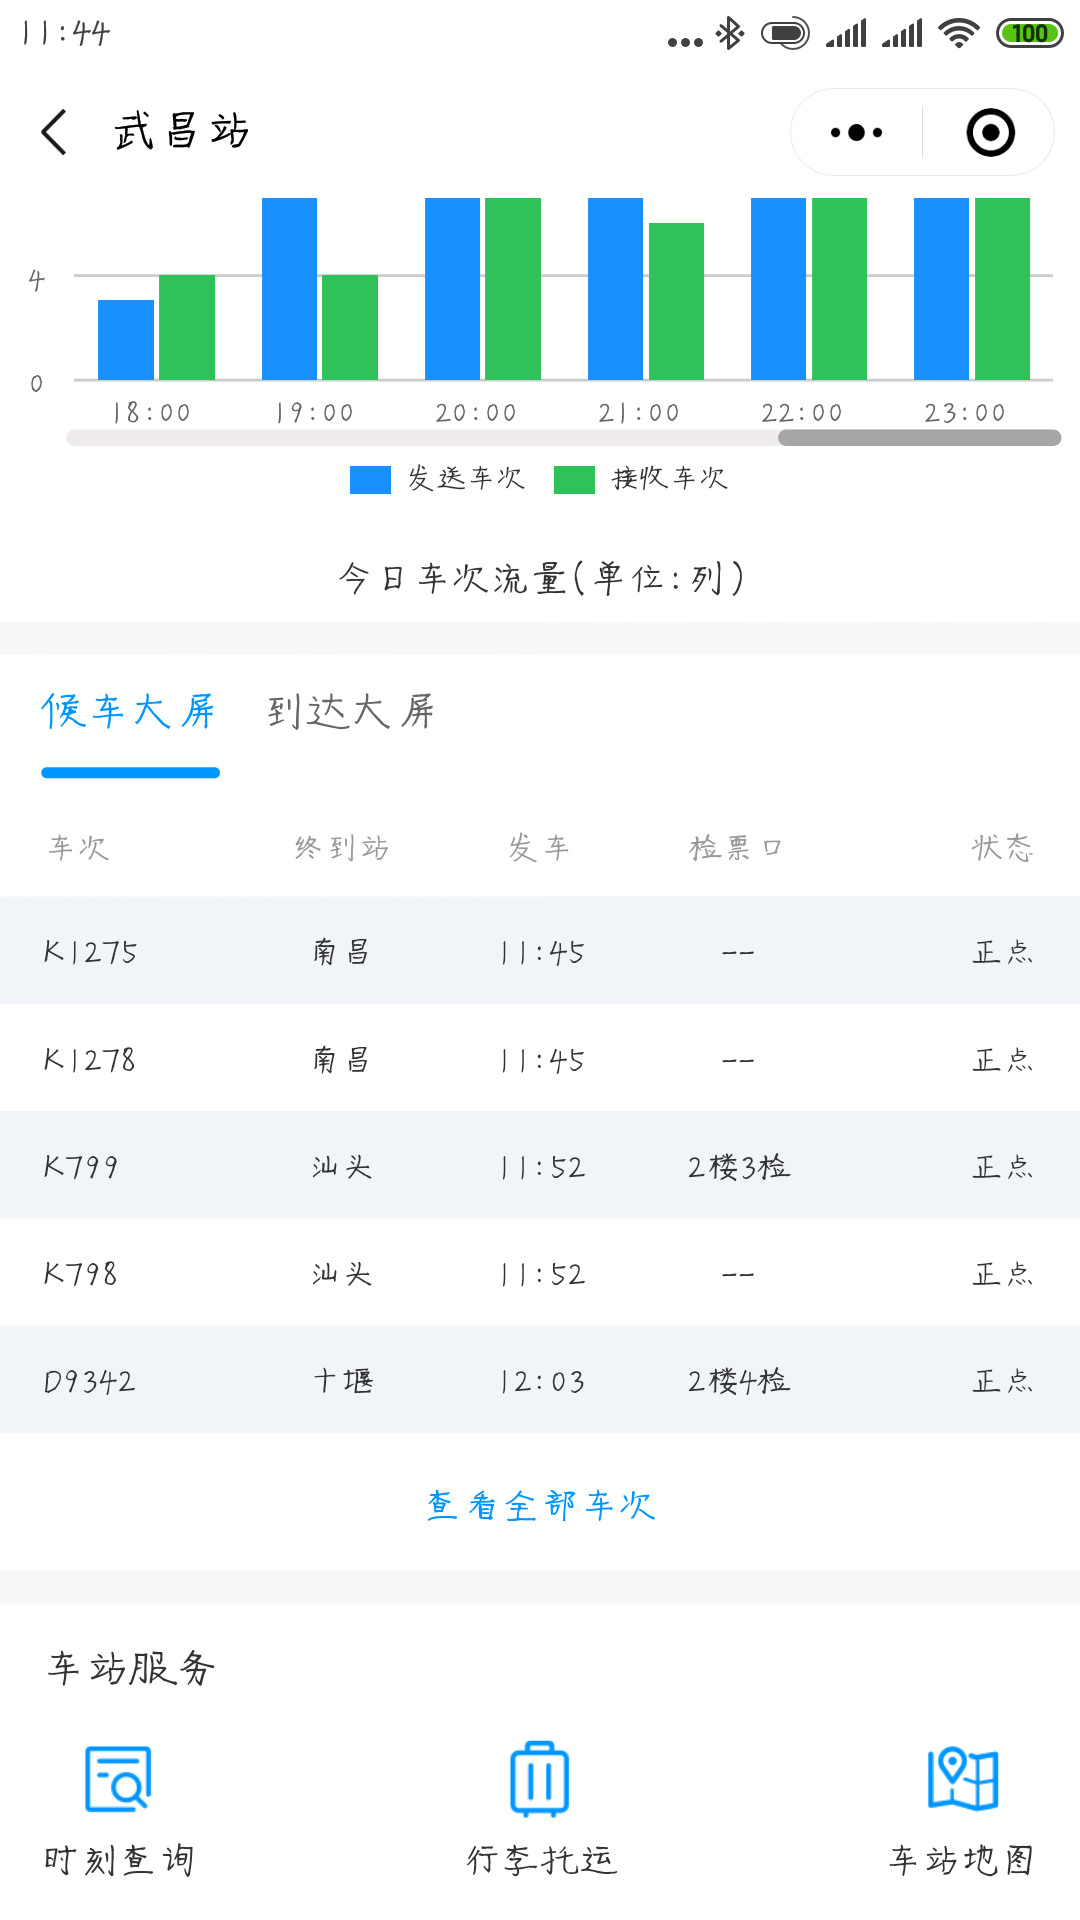 11:44
100
武昌站
4
0
18:00 19:00 20:00 21:00 22:00 23:00
发送车次 接收车次
今日车次流量(单位:列)
候车大屏 到达大屏
车次 终到站 发车 检票口 状态
K1275 南昌 11:45 -- 正点
K1278 南昌 11:45 -- 正点
K799 汕头 11:52 2楼3检 正点
K798 汕头 11:52 -- 正点
D9342 十堰 12:03 2楼4检 正点
查看全部车次
车站服务
时刻查询 行李托运 车站地图